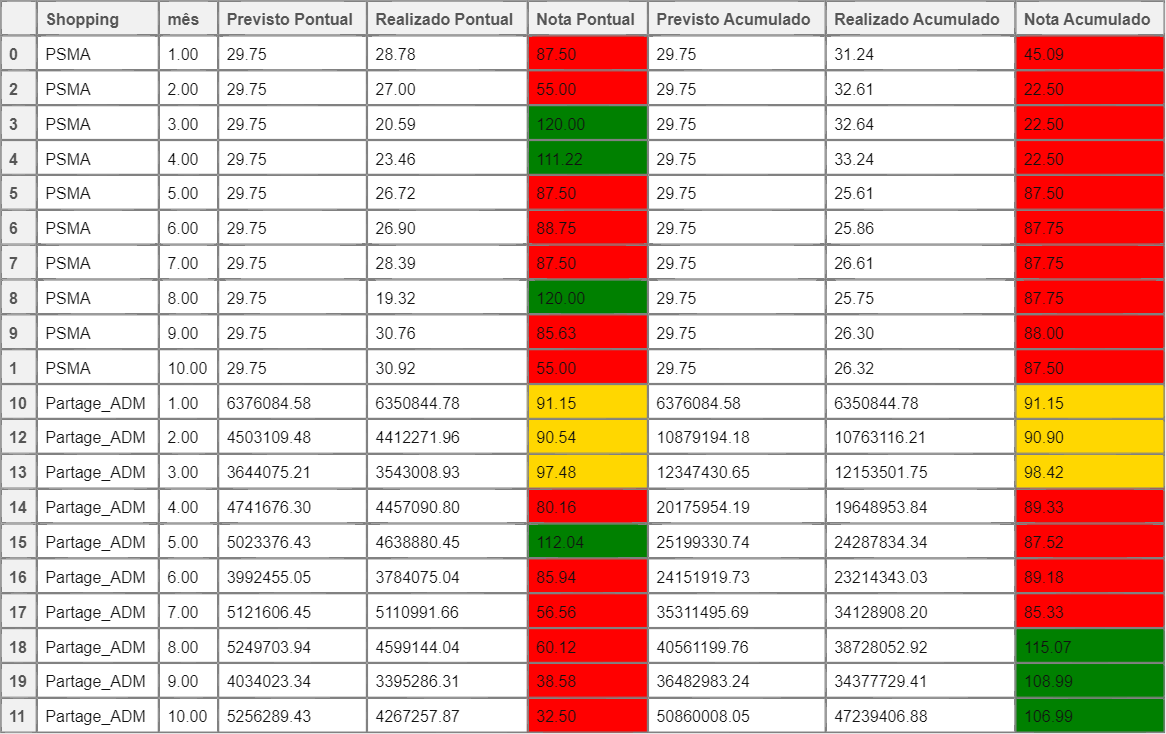 Shopping mês Previsto Pontual Realizado Pontual Nota Pontual Previsto Acumulado Realizado Acumulado Nota Acumulado
0 PSMA 1.00 29.75 28.78 87.50 29.75 31.24 45.09
2 PSMA 2.00 29.75 27.00 55.00 29.75 32.61 22.50
3 PSMA 3.00 29.75 20.59 120.00 29.75 32.64 22.50
4 PSMA 4.00 29.75 23.46 111.22 29.75 33.24 22.50
5 PSMA 5.00 29.75 26.72 87.50 29.75 25.61 87.50
6 PSMA 6.00 29.75 26.90 88.75 29.75 25.86 87.75
7 PSMA 7.00 29.75 28.39 87.50 29.75 26.61 87.75
8 PSMA 8.00 29.75 19.32 120.00 29.75 25.75 87.75
9 PSMA 9.00 29.75 30.76 85.63 29.75 26.30 88.00
1 PSMA 10.00 29.75 30.92 55.00 29.75 26.32 87.50
10 Partage_ADM 1.00 6376084.58 6350844.78 91.15 6376084.58 6350844.78 91.15
12 Partage_ADM 2.00 4503109.48 4412271.96 90.54 10879194.18 10763116.21 90.90
13 Partage_ADM 3.00 3644075.21 3543008.93 97.48 12347430.65 12153501.75 98.42
14 Partage_ADM 4.00 4741676.30 4457090.80 80.16 20175954.19 19648953.84 89.33
15 Partage_ADM 5.00 5023376.43 4638880.45 112.04 25199330.74 24287834.34 87.52
16 Partage_ADM 6.00 3992455.05 3784075.04 85.94 24151919.73 23214343.03 89.18
17 Partage_ADM 7.00 5121606.45 5110991.66 56.56 35311495.69 34128908.20 85.33
18 Partage_ADM 8.00 5249703.94 4599144.04 60.12 40561199.76 38728052.92 115.07
19 Partage_ADM 9.00 4034023.34 3395286.31 38.58 36482983.24 34377729.41 108.99
11 Partage_ADM 10.00 5256289.43 4267257.87 32.50 50860008.05 47239406.88 106.99